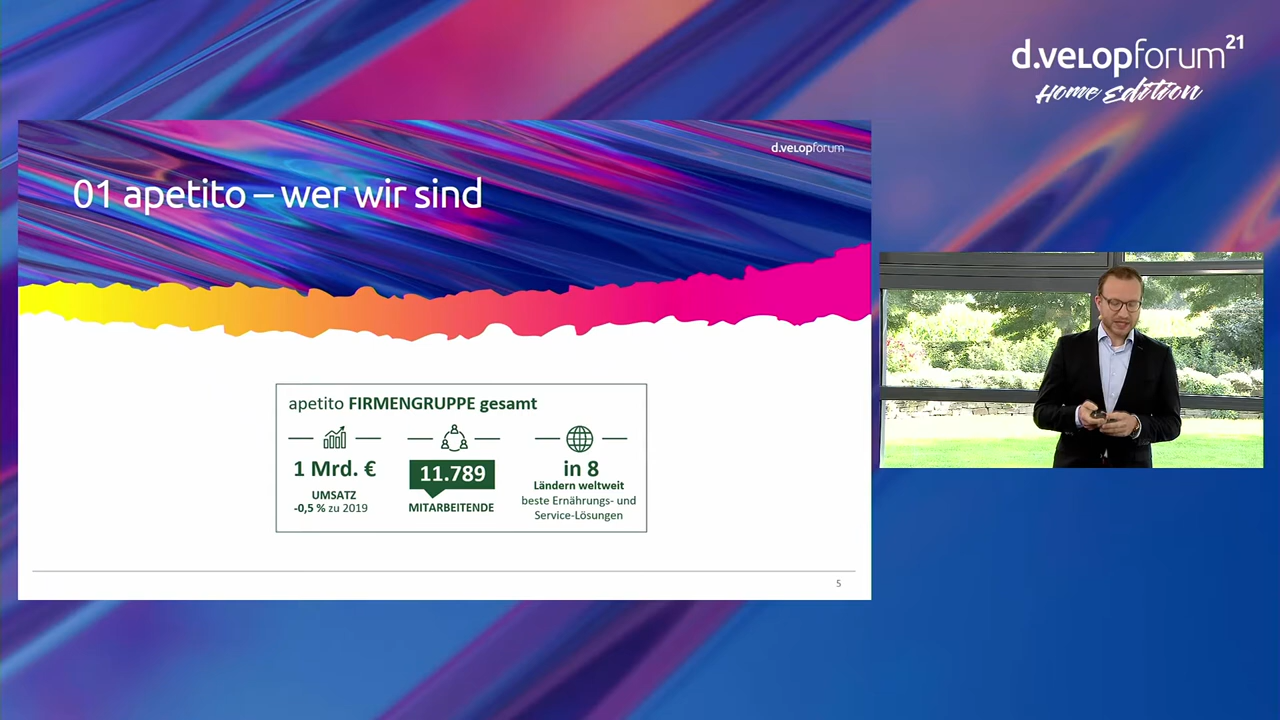 d.velopforum21
Home Edition
d.velopforum
01 apetito – wer wir sind
apetito FIRMENGRUPPE gesamt
1 Mrd. €
UMSATZ
-0,5 % zu 2019
11.789
MITARBEITENDE
in 8
Ländern weltweit
beste Ernährungs- und
Service-Lösungen
5